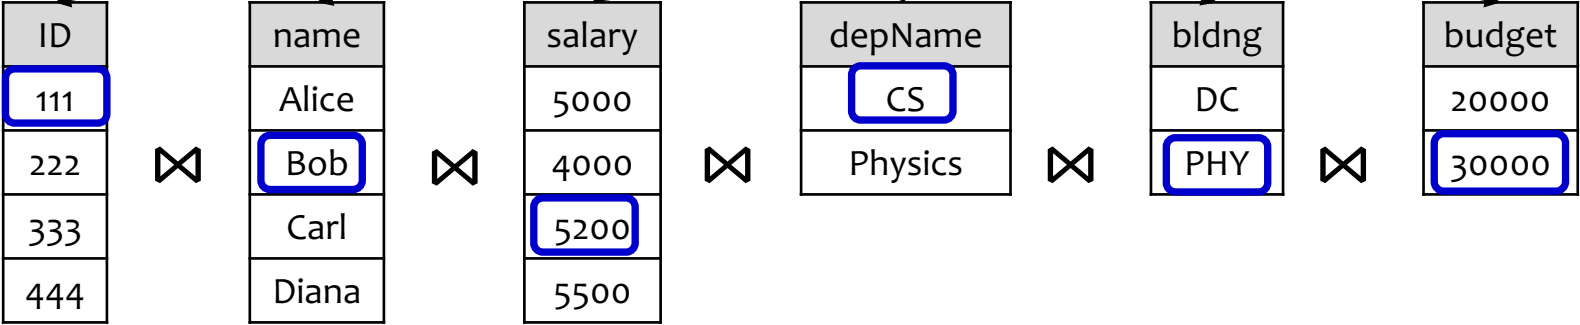 ID name salary depName bldng budget
111 Alice 5000 CS DC 20000
222 Bob 4000 Physics PHY 30000
333 Carl 5200
444 Diana 5500